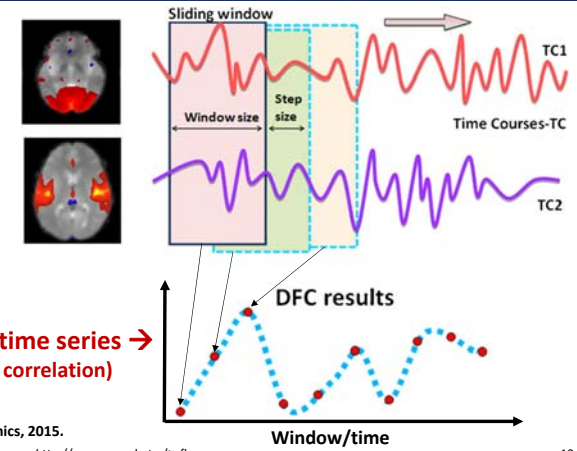 Sliding window
TC1
Step
size
Window size
Time Courses-TC
TC2
DFC results
time series →
correlation)
Window/time
nics, 2015.